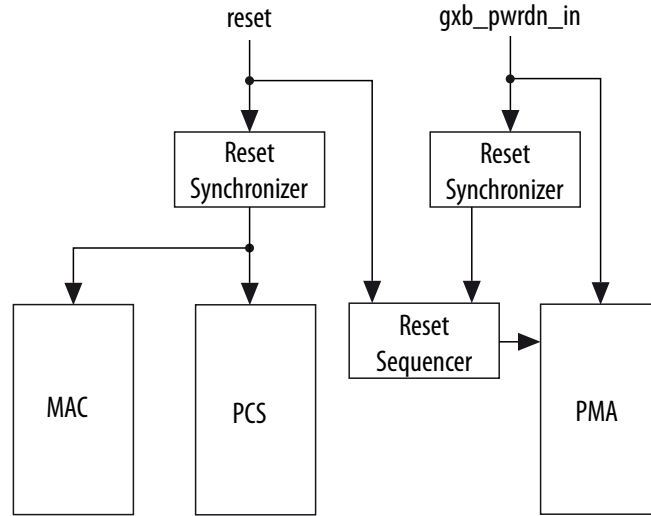 reset
gxb_pwrdn_in
Reset
Synchronizer
Reset
Synchronizer
Reset
Sequencer
MAC
PCS
PMA